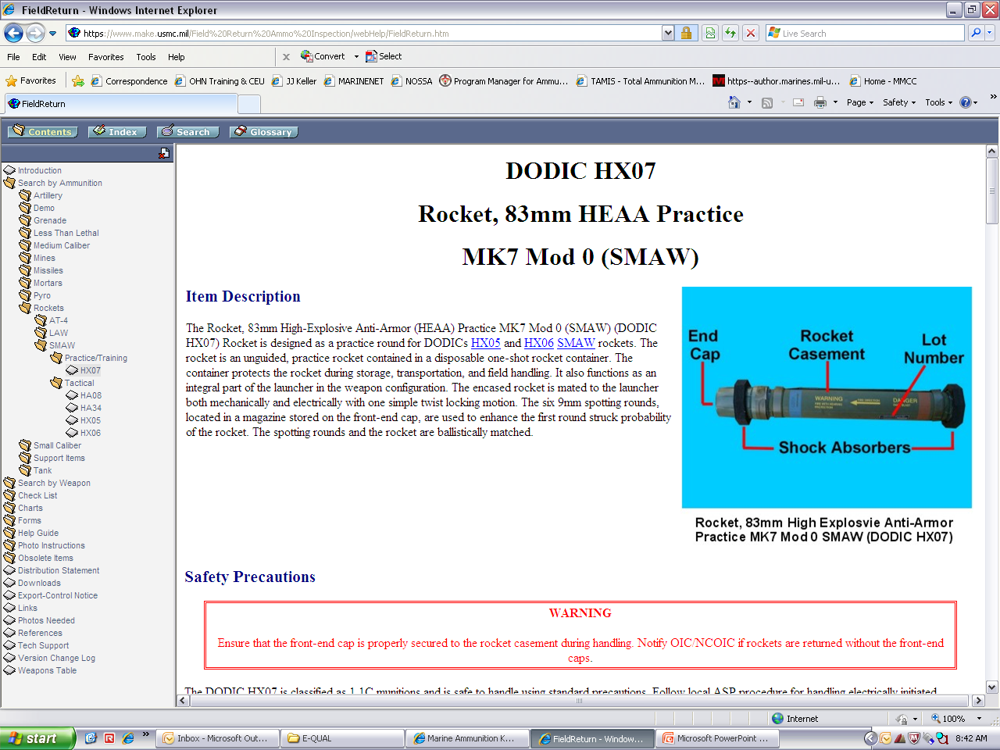 FieldReturn - Windows Internet Explorer
https://www.make.usmc.mil/Field%20Return%20Ammo%20Inspection/webHelp/FieldReturn.htm
Live Search
File Edit View Favorites Tools Help
x Convert Select
Favorites Correspondence OHN Training & CEU JJ Keller MARINENET NOSSA Program Manager for Ammu... TAMIS - Total Ammunition M... https--author.marines.mil-u... Home - MMCC
FieldReturn
Page Safety Tools
Contents Index Search Glossary
Introduction
Search by Ammunition
Artillery
Demo
Grenade
Less Than Lethal
Medium Caliber
Mines
Missiles
Mortars
Pyro
Rockets
AT-4
LAW
SMAW
Practice/Training
HX07
Tactical
HA08
HA34
HX05
HX06
Small Caliber
Support Items
Tank
Search by Weapon
Check List
Charts
Forms
Help Guide
Photo Instructions
Obsolete Items
Distribution Statement
Downloads
Export-Control Notice
Links
Photos Needed
References
Tech Support
Version Change Log
Weapons Table
DODIC HX07
Rocket, 83mm HEAA Practice
MK7 Mod 0 (SMAW)
Item Description
The Rocket, 83mm High-Explosive Anti-Armor (HEAA) Practice MK7 Mod 0 (SMAW) (DODIC
HX07) Rocket is designed as a practice round for DODICs HX05 and HX06 SMAW rockets. The
rocket is an unguided, practice rocket contained in a disposable one-shot rocket container. The
container protects the rocket during storage, transportation, and field handling. It also functions as an
integral part of the launcher in the weapon configuration. The encased rocket is mated to the launcher
both mechanically and electrically with one simple twist locking motion. The six 9mm spotting rounds,
located in a magazine stored on the front-end cap, are used to enhance the first round struck probability
of the rocket. The spotting rounds and the rocket are ballistically matched.
End
Cap
Rocket
Casement
Lot
Number
WARNING
DANGER
Shock Absorbers
Rocket, 83mm High Explosvie Anti-Armor
Practice MK7 Mod 0 SMAW (DODIC HX07)
Safety Precautions
WARNING
Ensure that the front-end cap is properly secured to the rocket casement during handling. Notify OIC/NCOIC if rockets are returned without the front-end
caps.
The DODIC HX07 is classified as 1.1C munitions and is safe to handle using standard precautions. Follow local ASP procedure for handling electrically initiated
Internet
100%
start
Inbox - Microsoft Out...
E-QUAL
Marine Ammunition K...
FieldReturn - Window...
Microsoft PowerPoint ...
8:42 AM